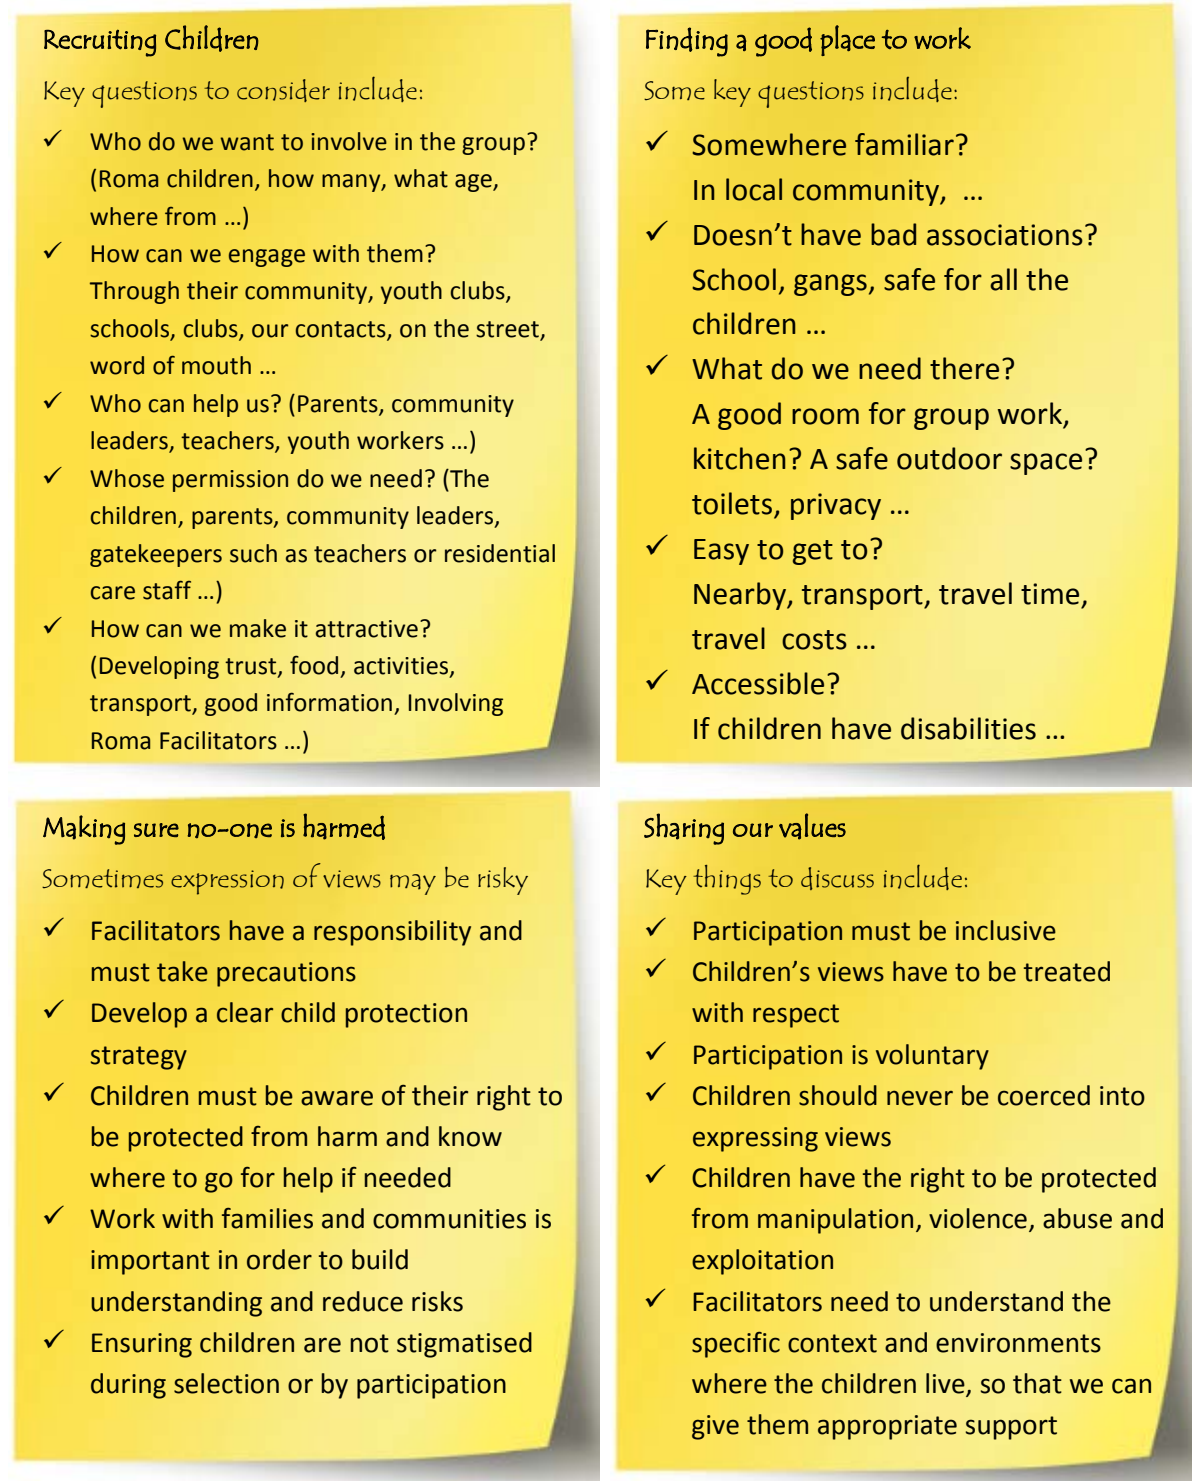 Recruiting Children
Key questions to consider include:
✓ Who do we want to involve in the group?
(Roma children, how many, what age,
where from ...)
✓ How can we engage with them?
Through their community, youth clubs,
schools, clubs, our contacts, on the street,
word of mouth ...
✓ Who can help us? (Parents, community
leaders, teachers, youth workers ...)
✓ Whose permission do we need? (The
children, parents, community leaders,
gatekeepers such as teachers or residential
care staff ...)
✓ How can we make it attractive?
(Developing trust, food, activities,
transport, good information, Involving
Roma Facilitators ...)
Finding a good place to work
Some key questions include:
✓ Somewhere familiar?
In local community, ...
✓ Doesn't have bad associations?
School, gangs, safe for all the
children ...
✓ What do we need there?
A good room for group work,
kitchen? A safe outdoor space?
toilets, privacy ...
✓ Easy to get to?
Nearby, transport, travel time,
travel costs ...
✓ Accessible?
If children have disabilities ...
Making sure no-one is harmed
Sometimes expression of views may be risky
✓ Facilitators have a responsibility and
must take precautions
✓ Develop a clear child protection
strategy
✓ Children must be aware of their right to
be protected from harm and know
where to go for help if needed
✓ Work with families and communities is
important in order to build
understanding and reduce risks
✓ Ensuring children are not stigmatised
during selection or by participation
Sharing our values
Key things to discuss include:
✓ Participation must be inclusive
✓ Children's views have to be treated
with respect
✓ Participation is voluntary
✓ Children should never be coerced into
expressing views
✓ Children have the right to be protected
from manipulation, violence, abuse and
exploitation
✓ Facilitators need to understand the
specific context and environments
where the children live, so that we can
give them appropriate support